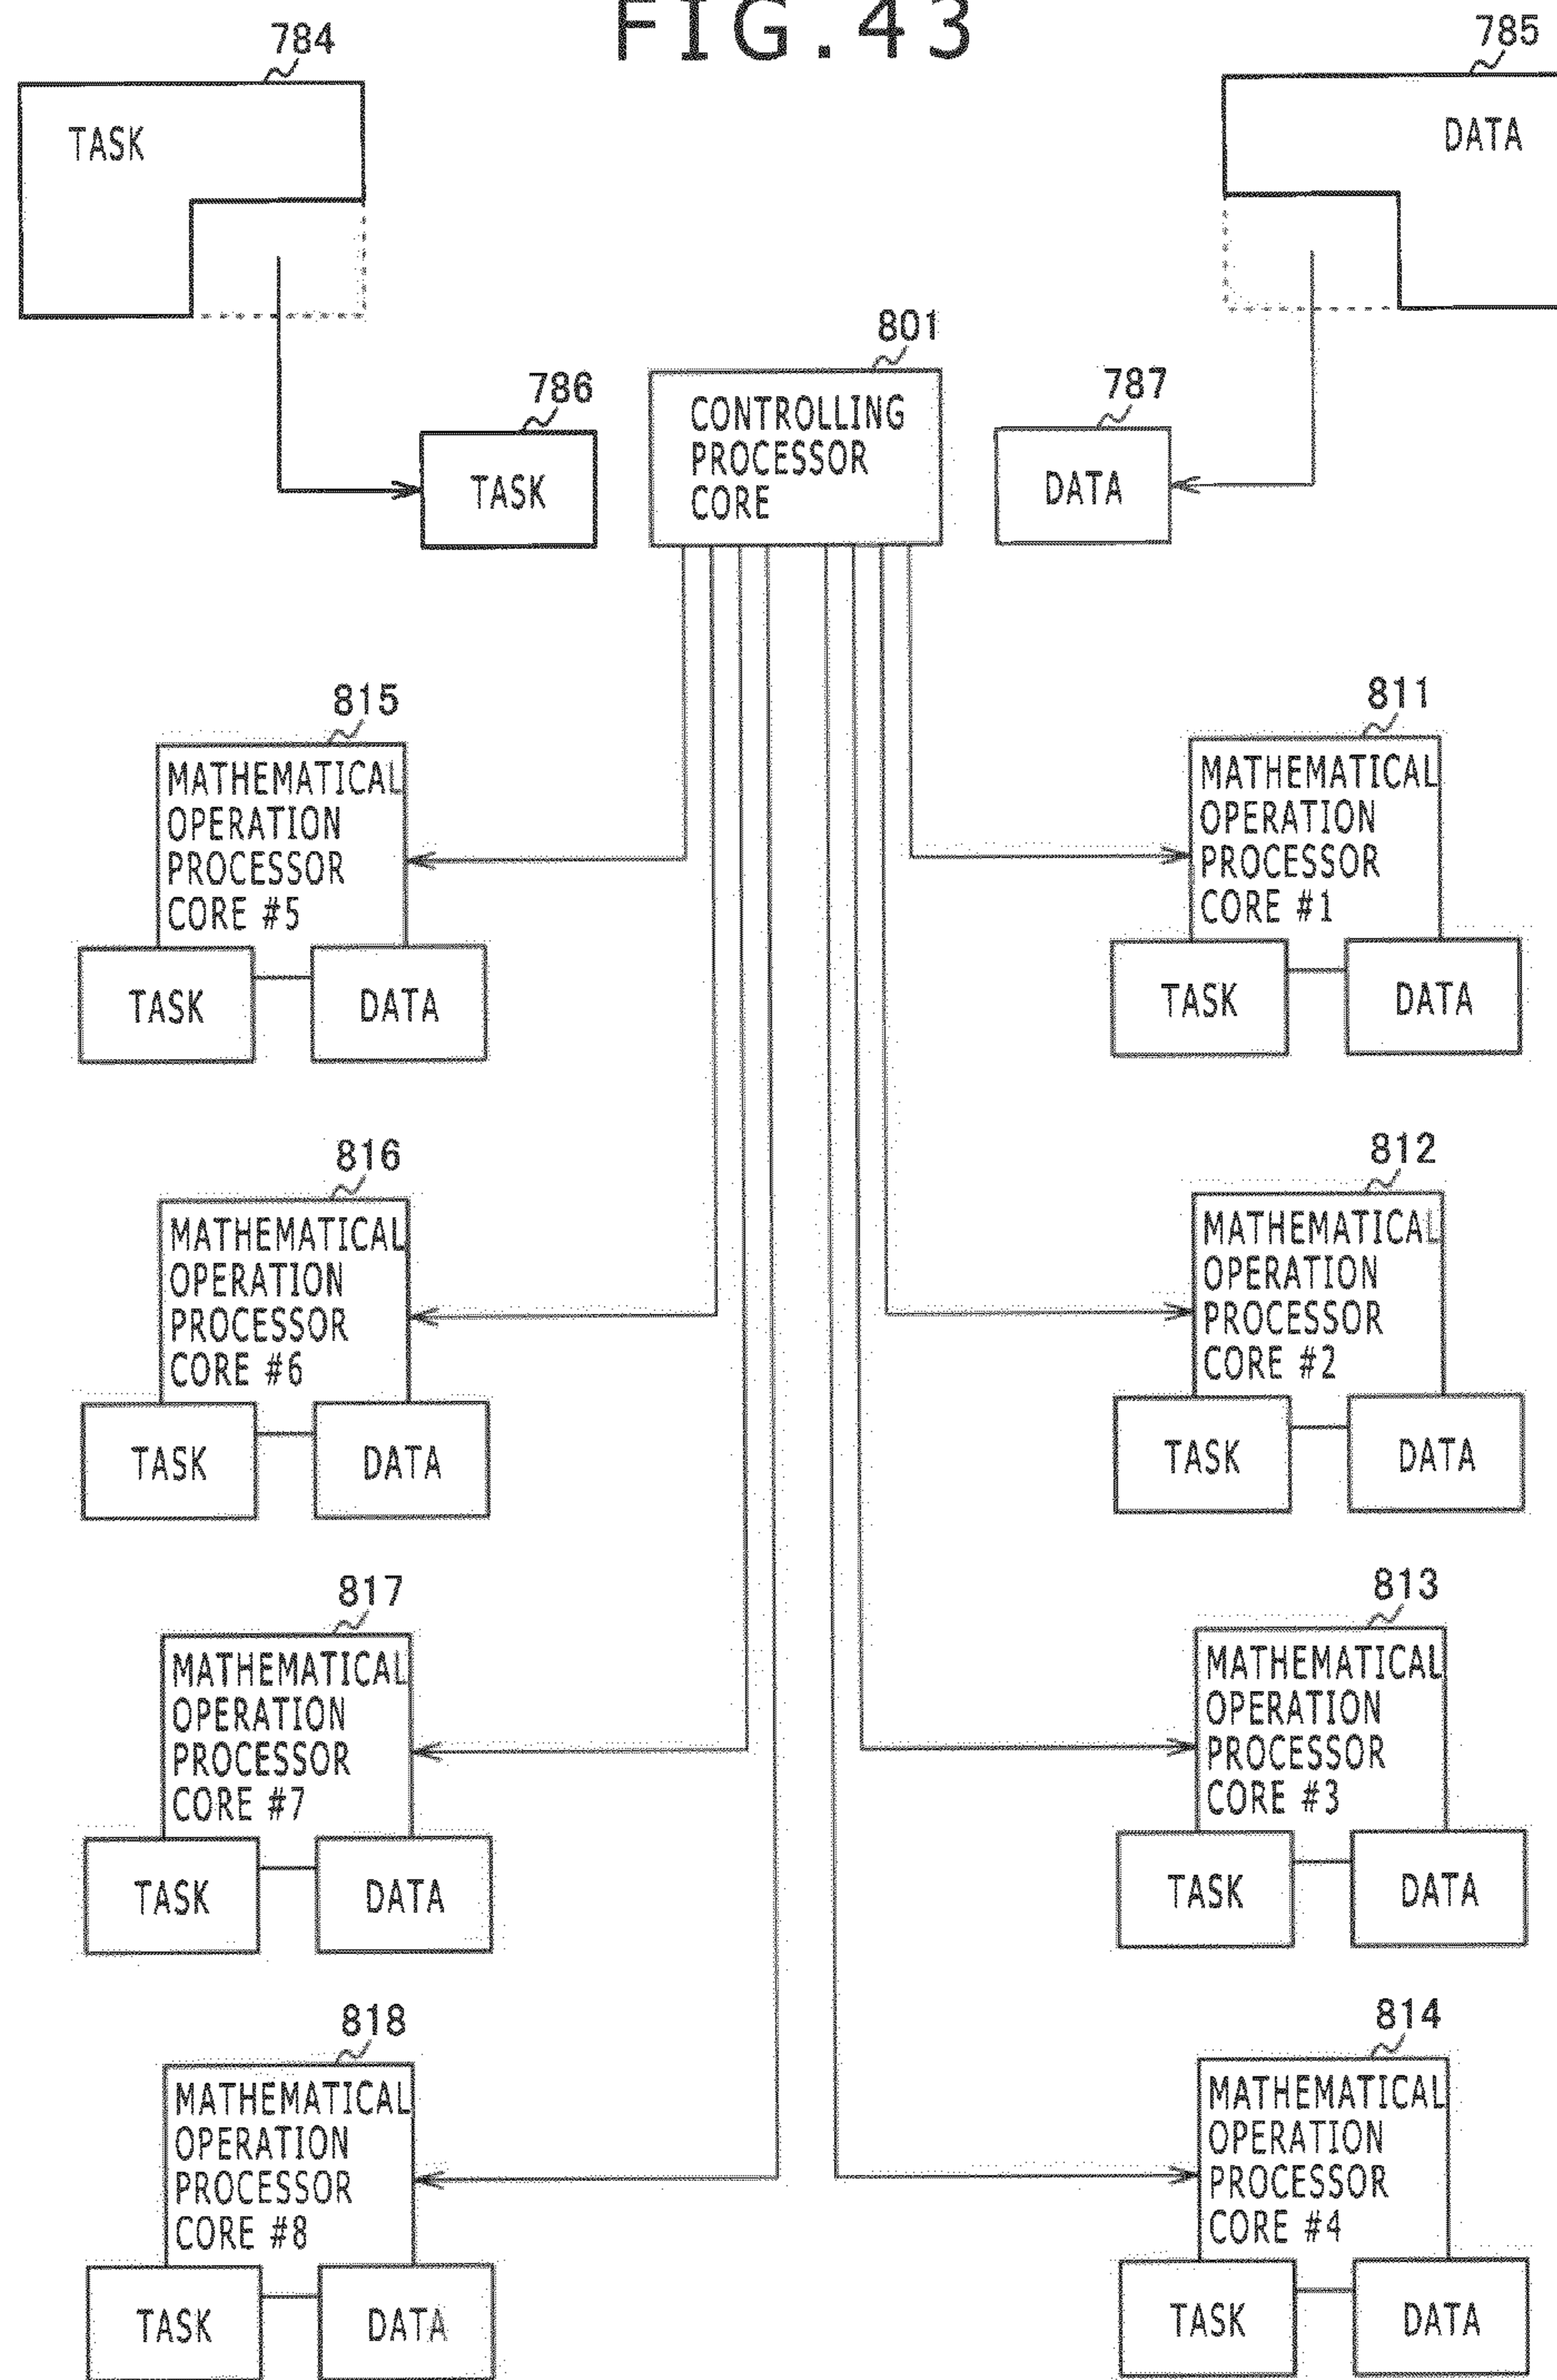 FIG.43
784
785
TASK
DATA
801
786
787
CONTROLLING
PROCESSOR
CORE
TASK
DATA
815
MATHEMATICAL
OPERATION
PROCESSOR
CORE #5
TASK
DATA
811
MATHEMATICAL
OPERATION
PROCESSOR
CORE #1
TASK
DATA
816
MATHEMATICAL
OPERATION
PROCESSOR
CORE #6
TASK
DATA
812
MATHEMATICAL
OPERATION
PROCESSOR
CORE #2
TASK
DATA
817
MATHEMATICAL
OPERATION
PROCESSOR
CORE #7
TASK
DATA
813
MATHEMATICAL
OPERATION
PROCESSOR
CORE #3
TASK
DATA
818
MATHEMATICAL
OPERATION
PROCESSOR
CORE #8
TASK
DATA
814
MATHEMATICAL
OPERATION
PROCESSOR
CORE #4
TASK
DATA